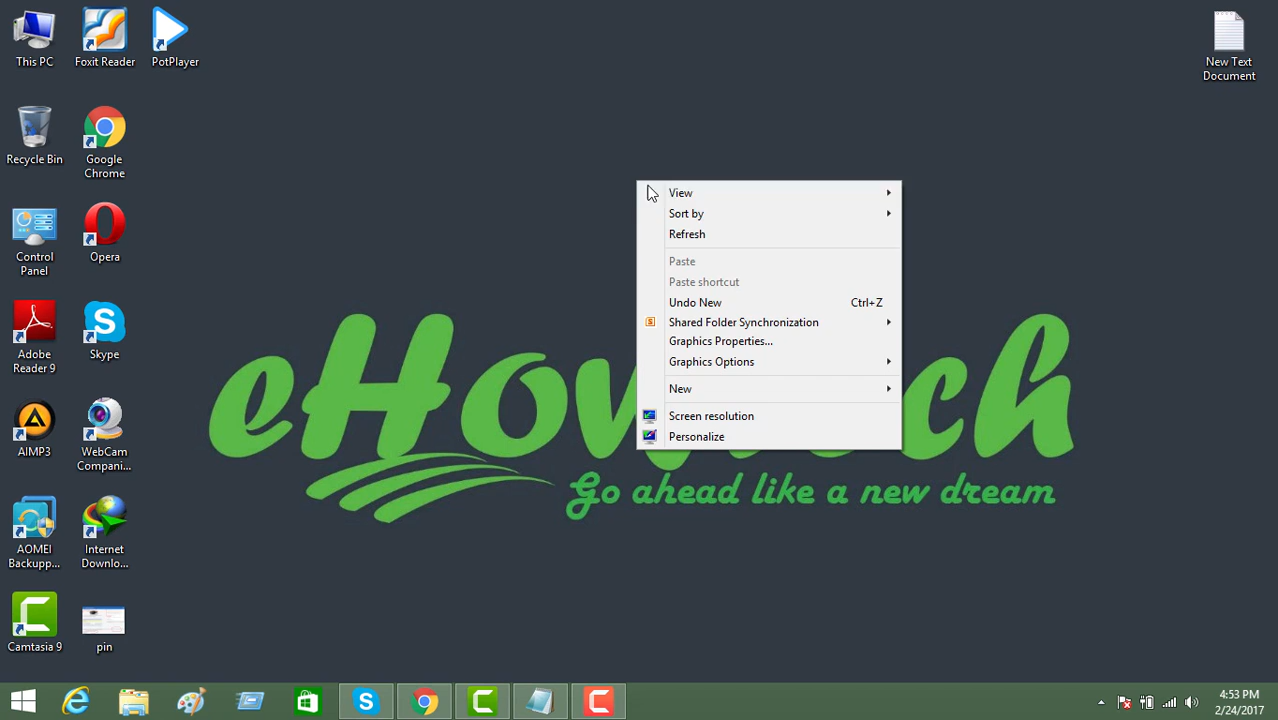 This PC
Foxit Reader
PotPlayer
New Text
Document
Recycle Bin
Google
Chrome
Control
Panel
Opera
Adobe
Reader 9
Skype
AIMP3
WebCam
Compani...
AOMEI
Backupp...
Internet
Downlo...
Camtasia 9
pin
View
Sort by
Refresh
Paste
Paste shortcut
Undo New Ctrl+Z
Shared Folder Synchronization
Graphics Properties...
Graphics Options
New
Screen resolution
Personalize
Go ahead like a new dream
4:53 PM
2/24/2017